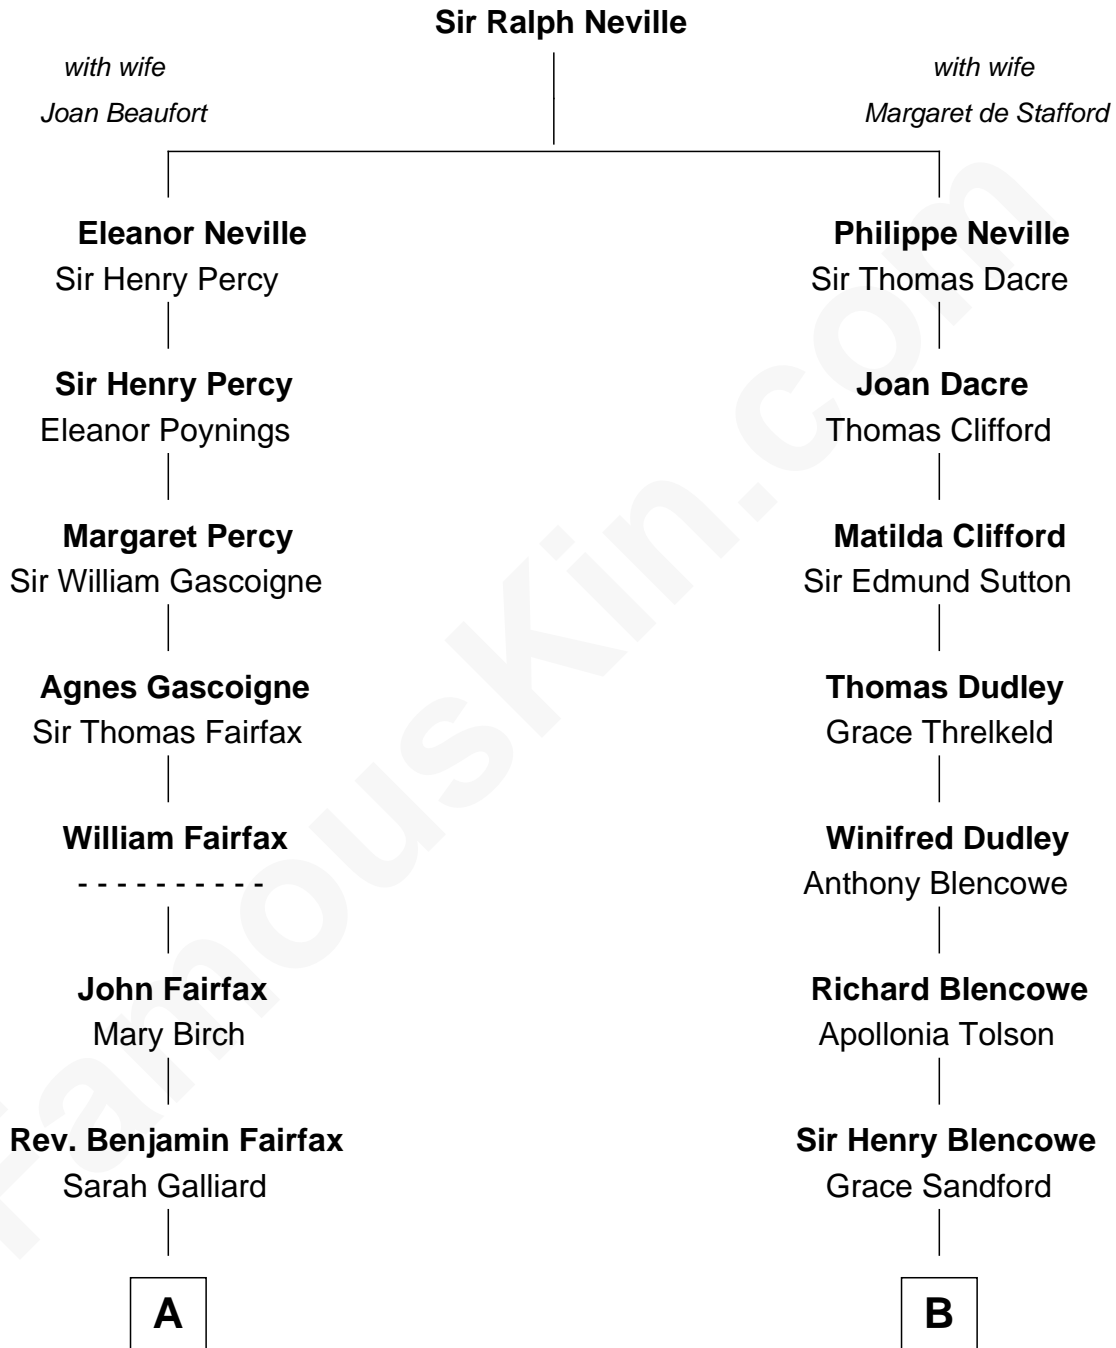 Sir Ralph Neville
with wife
Joan Beaufort
with wife
Margaret de Stafford
Eleanor Neville
Sir Henry Percy
Philippe Neville
Sir Thomas Dacre
Sir Henry Percy
Eleanor Poynings
Joan Dacre
Thomas Clifford
Margaret Percy
Sir William Gascoigne
Matilda Clifford
Sir Edmund Sutton
Agnes Gascoigne
Sir Thomas Fairfax
Thomas Dudley
Grace Threlkeld
William Fairfax
- - - - - - - - - -
Winifred Dudley
Anthony Blencowe
John Fairfax
Mary Birch
Richard Blencowe
Apollonia Tolson
Rev. Benjamin Fairfax
Sarah Galliard
Sir Henry Blencowe
Grace Sandford
A
B
FamousKin.com